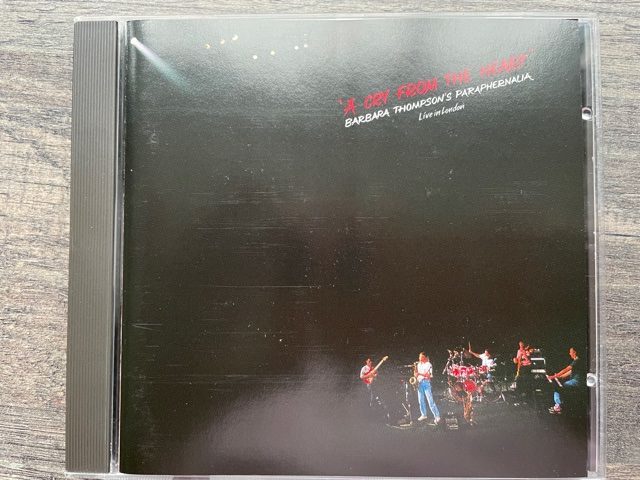 'A CRY FROM THE HEART'
BARBARA THOMPSON'S PARAPHERNALIA
Live in London